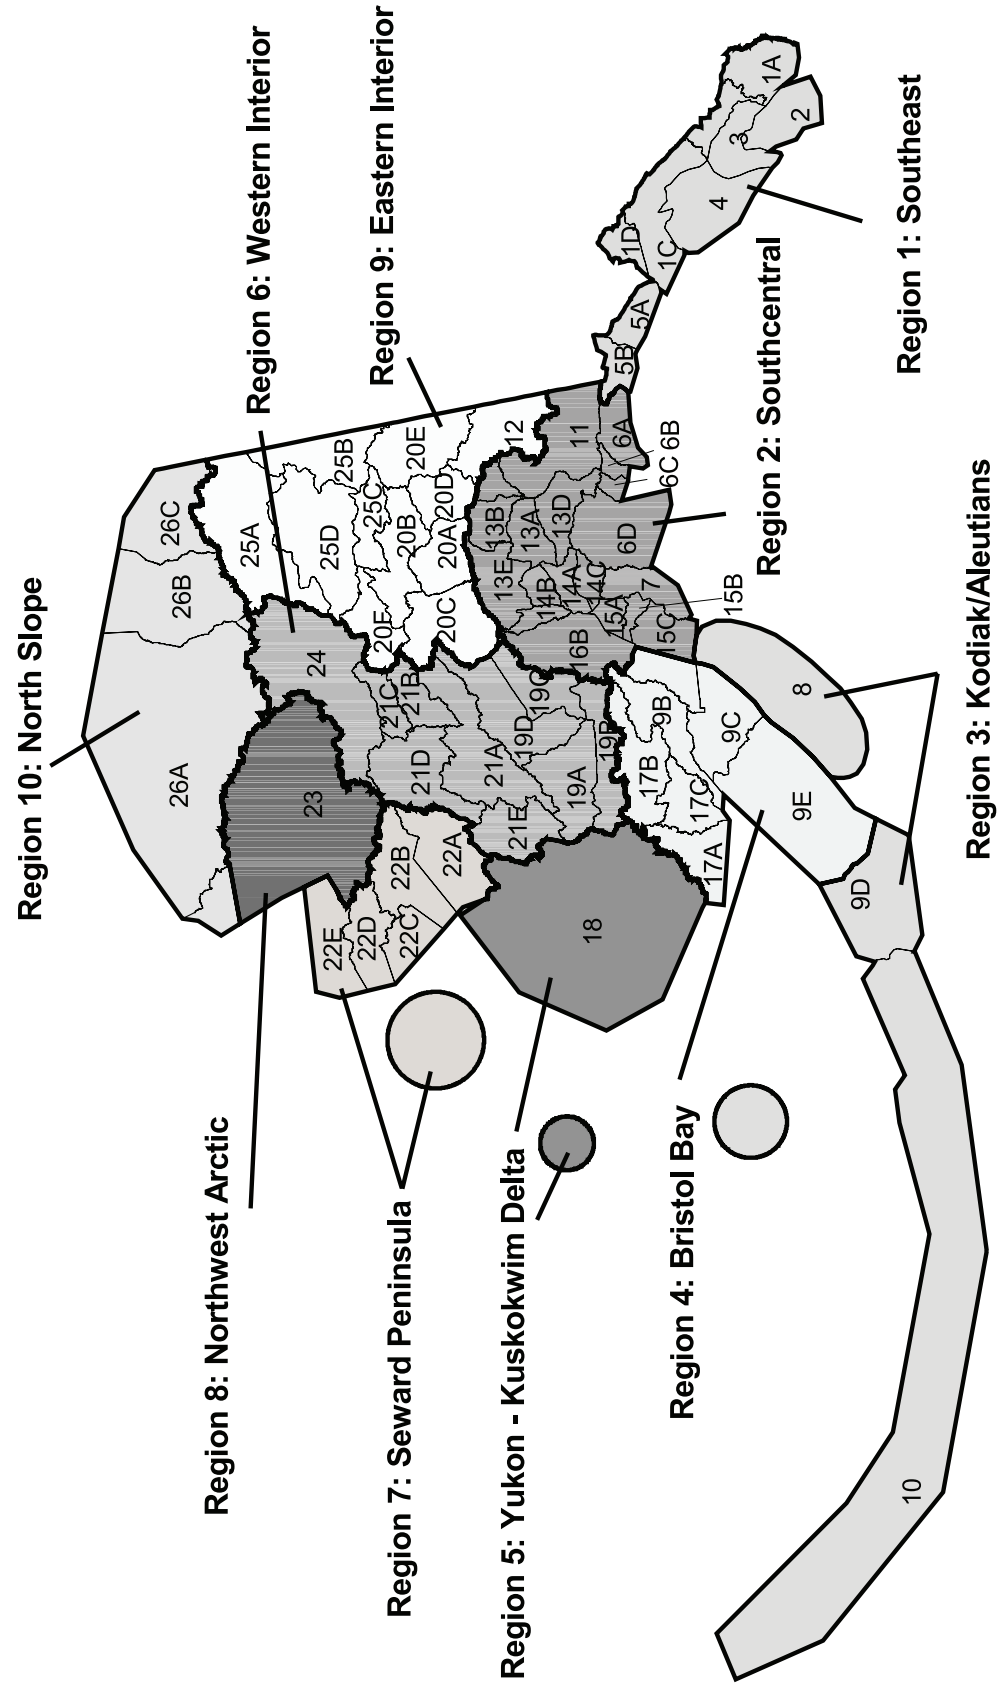 Region 10: North Slope
26A
26B
26C
Region 8: Northwest Arctic
Region 6: Western Interior
25A
23
24
22E
25D
25B
22D
20F
25C
Region 9: Eastern Interior
21C
22B
22C
21B
20B
20E
Region 7: Seward Peninsula
21D
22A
20C
20A
20D
21A
13E
13B
12
Region 5: Yukon - Kuskokwim Delta
21E
19D
19C
14B
13A
13D
18
19A
16B
14A
14C
11
19B
15A
6D
6A
5B
1D
5A
17B
9B
7
15C
6C
6B
1C
Region 4: Bristol Bay
17C
17A
9C
15B
4
3
Region 2: Southcentral
1A
9E
8
2
9D
10
Region 1: Southeast
Region 3: Kodiak/Aleutians